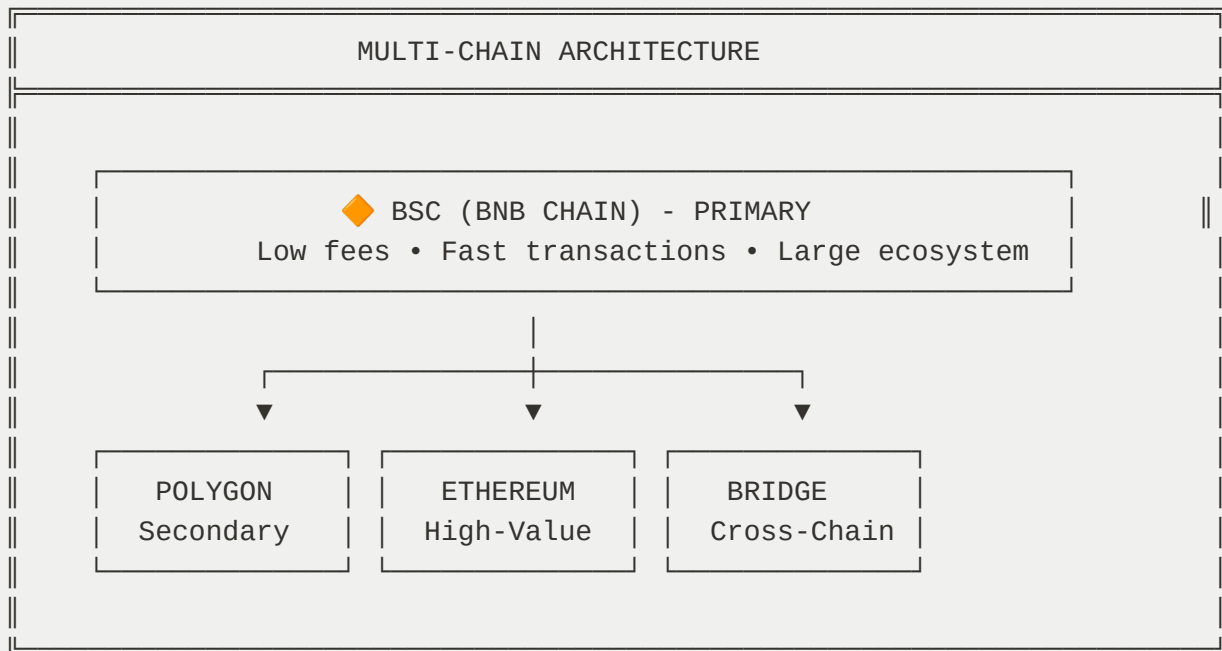 MULTI-CHAIN ARCHITECTURE
🔶 BSC (BNB CHAIN) - PRIMARY
Low fees • Fast transactions • Large ecosystem
POLYGON ETHEREUM BRIDGE
Secondary High-Value Cross-Chain